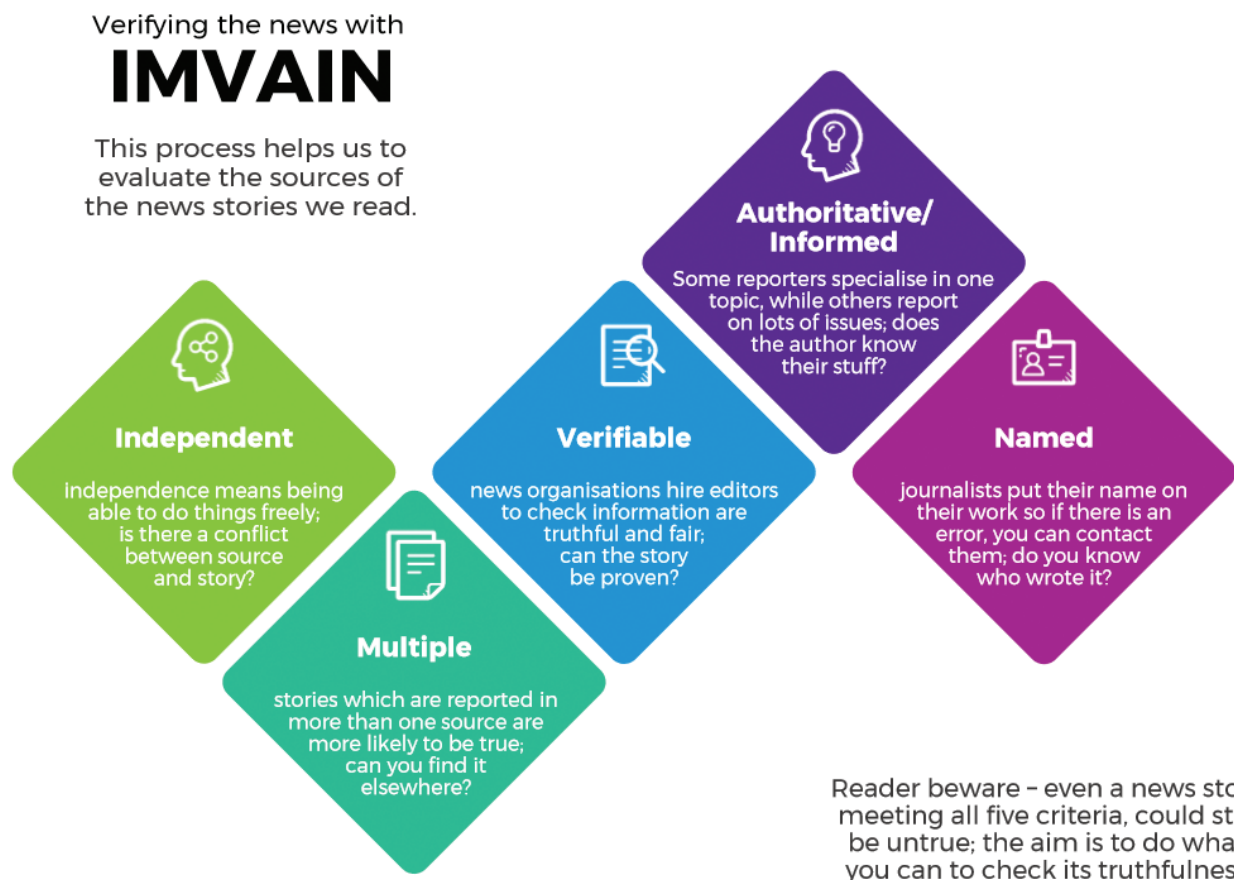 Verifying the news with
IMVAIN
This process helps us to
evaluate the sources of
the news stories we read.
Independent
independence means being
able to do things freely;
is there a conflict
between source
and story?
Multiple
stories which are reported in
more than one source are
more likely to be true;
can you find it
elsewhere?
Verifiable
news organisations hire editors
to check information are
truthful and fair;
can the story
be proven?
Authoritative/
Informed
Some reporters specialise in one
topic, while others report
on lots of issues; does
the author know
their stuff?
Named
journalists put their name on
their work so if there is an
error, you can contact
them; do you know
who wrote it?
Reader beware – even a news
meeting all five criteria, could
be untrue; the aim is to do
you can to check its